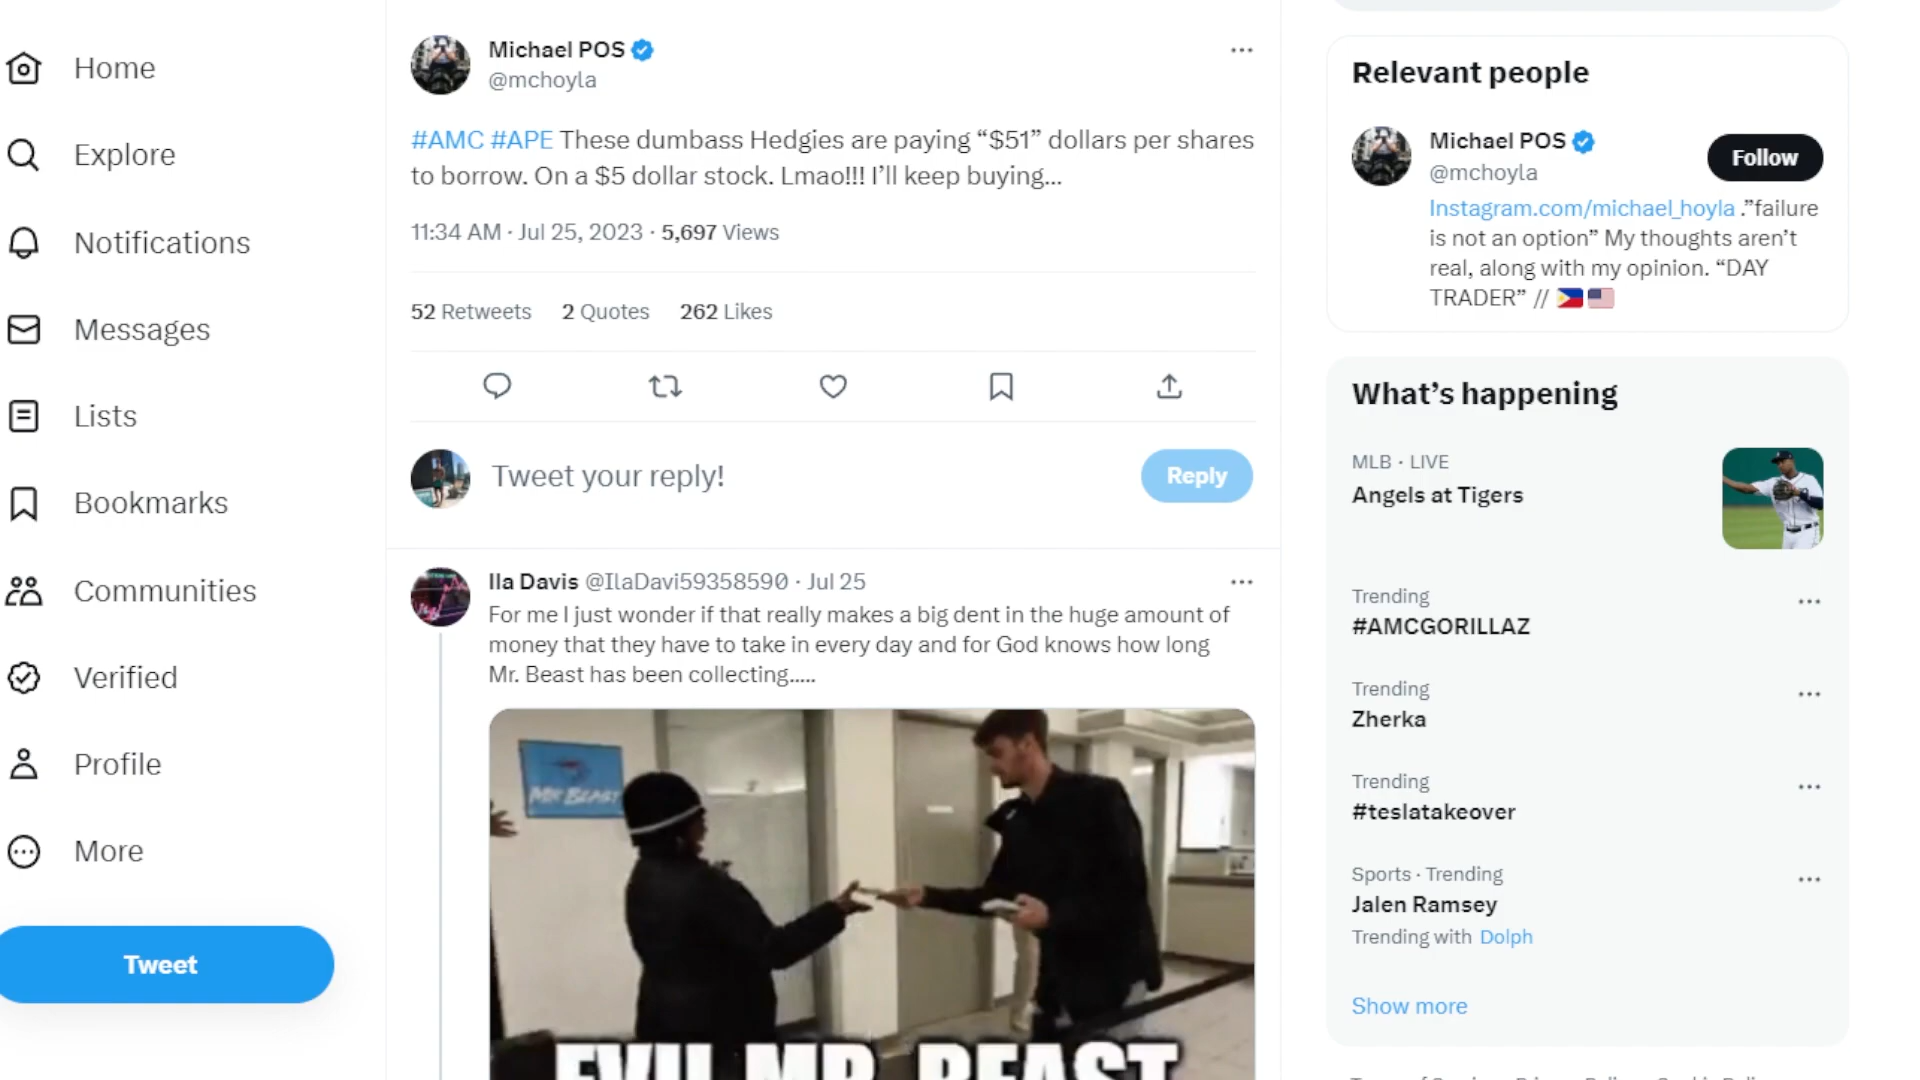 Home
Explore
Notifications
Messages
Lists
Bookmarks
Communities
Verified
Profile
More
Tweet
Michael POS
@mchoyla
#AMC #APE These dumbass Hedgies are paying “$51” dollars per shares
to borrow. On a $5 dollar stock. Lmao!!! I’ll keep buying...
11:34 AM · Jul 25, 2023 · 5,697 Views
52 Retweets 2 Quotes 262 Likes
Tweet your reply!
Reply
Ila Davis @IlaDavi59358590 · Jul 25
For me I just wonder if that really makes a big dent in the huge amount of
money that they have to take in every day and for God knows how long
Mr. Beast has been collecting.....
MR BEAST
EVIL MR. BEAST
Relevant people
Michael POS
@mchoyla
Follow
Instagram.com/michael_hoyla .”failure
is not an option” My thoughts aren’t
real, along with my opinion. “DAY
TRADER” //
What’s happening
MLB · LIVE
Angels at Tigers
Trending
#AMCGORILLAZ
Trending
Zherka
Trending
#teslatakeover
Sports · Trending
Jalen Ramsey
Trending with Dolph
Show more